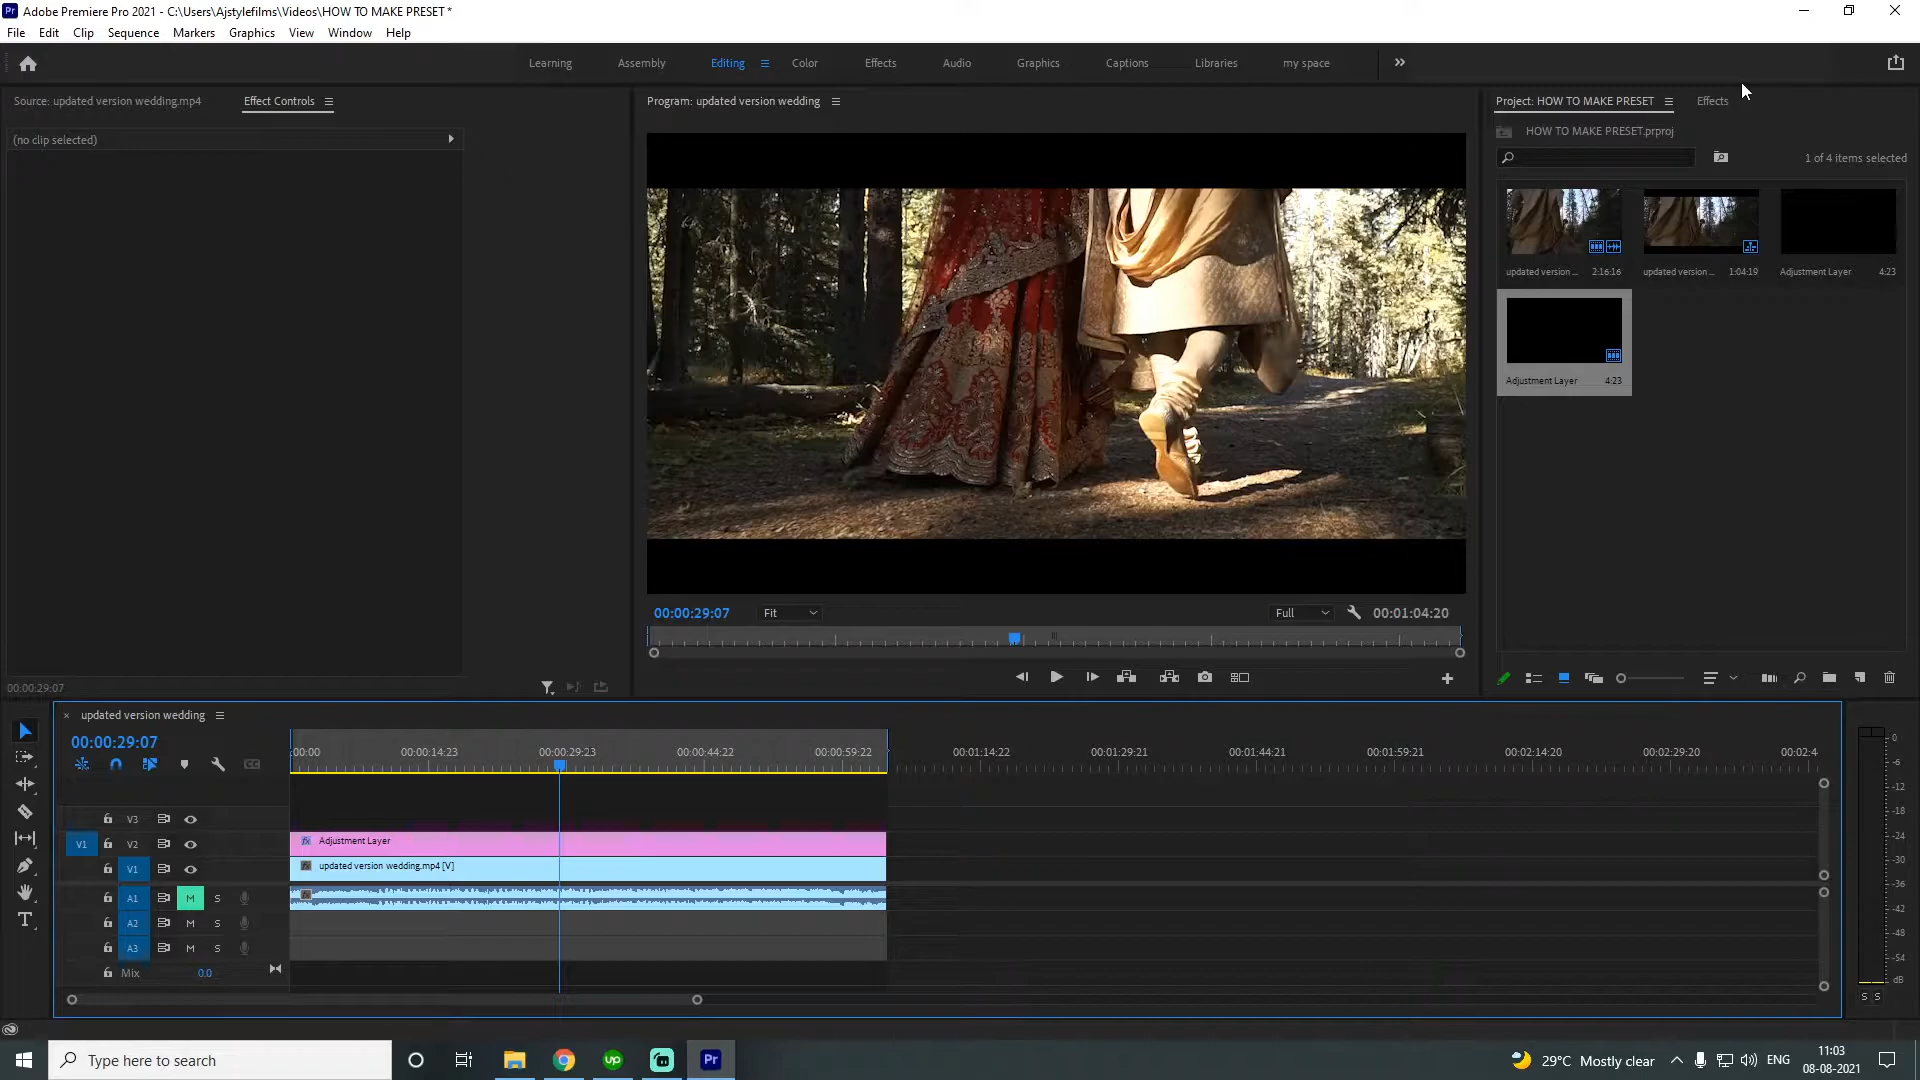 Adobe Premiere Pro 2021 - C:\Users\Ajstylefilms\Videos\HOW TO MAKE PRESET *
File Edit Clip Sequence Markers Graphics View Window Help
Learning Assembly Editing Color Effects Audio Graphics Captions Libraries my space
Source: updated version wedding.mp4 Effect Controls
(no clip selected)
00:00:29:07
Program: updated version wedding
00:00:29:07 Fit Full 00:01:04:20
Project: HOW TO MAKE PRESET Effects
HOW TO MAKE PRESET.prproj
1 of 4 items selected
updated version ... 2:16:16 updated version ... 1:04:19 Adjustment Layer 4:23
Adjustment Layer 4:23
updated version wedding
00:00:29:07
:00:00 00:00:14:23 00:00:29:23 00:00:44:22 00:00:59:22 00:01:14:22 00:01:29:21 00:01:44:21 00:01:59:21 00:02:14:20 00:02:29:20 00:02:4
V3
V1 V2 Adjustment Layer
V1 updated version wedding.mp4 [V]
A1 M S
A2 M S
A3 M S
Mix 0.0
0
-6
-12
-18
-24
-30
-36
-42
-48
-54
dB
S S
Type here to search
29°C Mostly clear ENG
11:03
08-08-2021